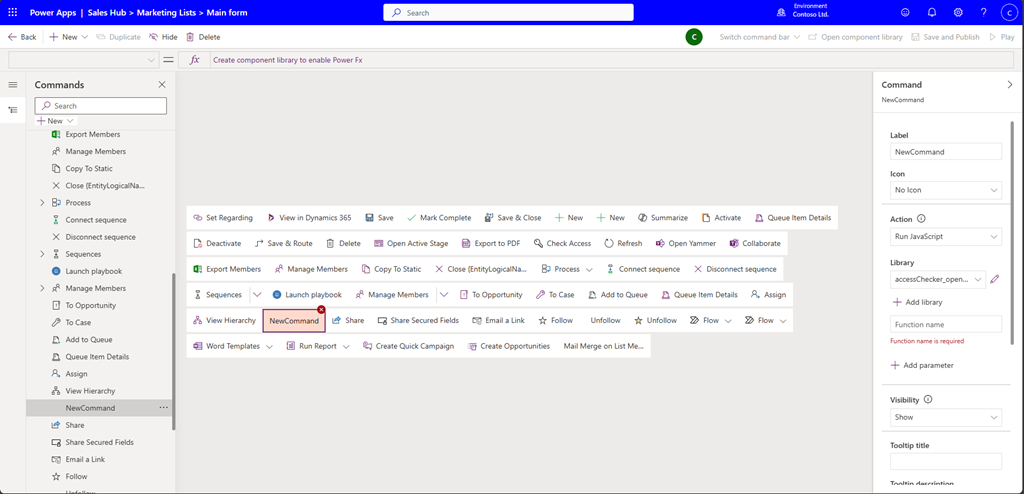 Power Apps | Sales Hub > Marketing Lists > Main form
Search
Environment
Contoso Ltd.
C
Back
New
Duplicate
Hide
Delete
C
Switch command bar
Open component library
Save and Publish
Play
fx
Create component library to enable Power Fx
Commands
Search
New
Export Members
Manage Members
Copy To Static
Close [EntityLogicalNa...
Process
Connect sequence
Disconnect sequence
Sequences
Launch playbook
Manage Members
To Opportunity
To Case
Add to Queue
Queue Item Details
Assign
View Hierarchy
NewCommand ...
Share
Share Secured Fields
Email a Link
Follow
Unfollow
Set Regarding View in Dynamics 365 Save Mark Complete Save & Close New New Summarize Activate Queue Item Details
Deactivate Save & Route Delete Open Active Stage Export to PDF Check Access Refresh Open Yammer Collaborate
Export Members Manage Members Copy To Static Close [EntityLogicalNa... Process Connect sequence Disconnect sequence
Sequences Launch playbook Manage Members To Opportunity To Case Add to Queue Queue Item Details Assign
View Hierarchy NewCommand Share Share Secured Fields Email a Link Follow Unfollow Unfollow Flow Flow
Word Templates Run Report Create Quick Campaign Create Opportunities Mail Merge on List Me...
Command
NewCommand
Label
NewCommand
Icon
No Icon
Action
Run JavaScript
Library
accessChecker_open...
Add library
Function name
Function name is required
Add parameter
Visibility
Show
Tooltip title
Tooltip description